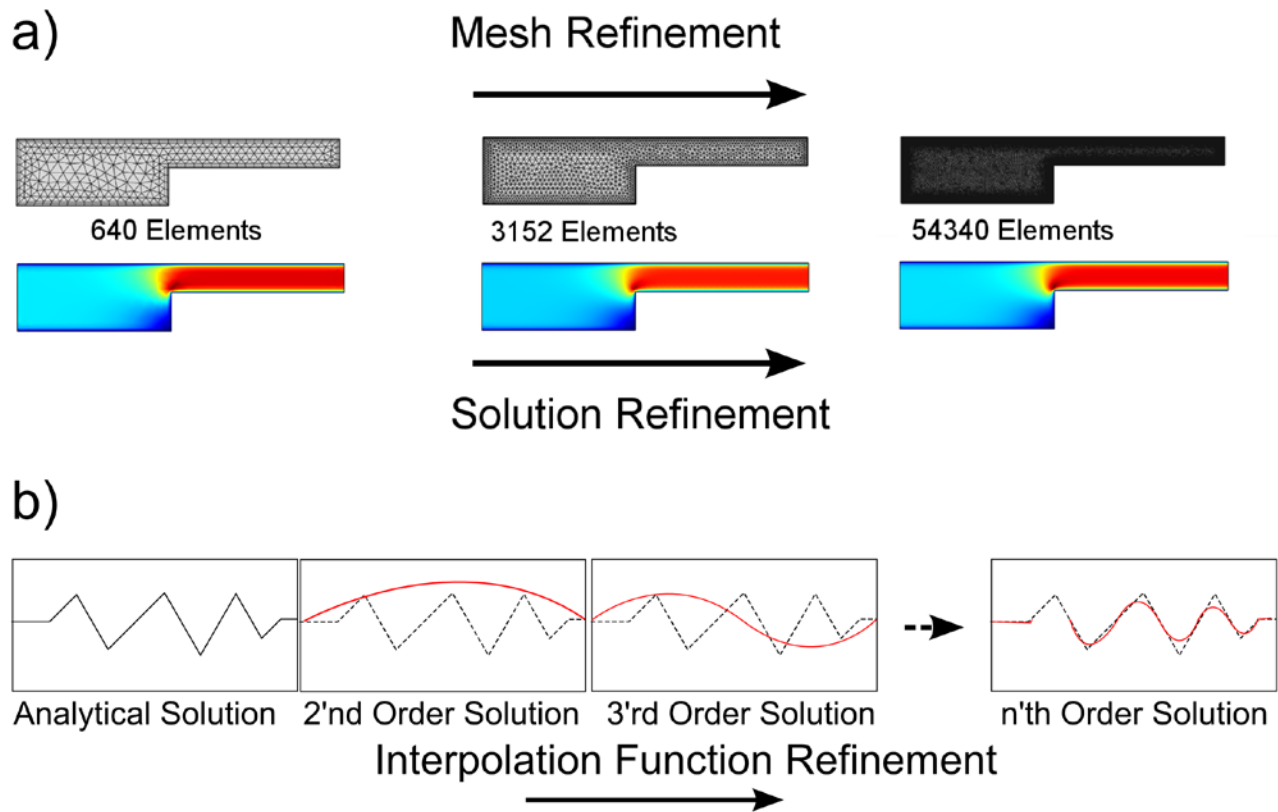 a)
Mesh Refinement
640 Elements
3152 Elements
54340 Elements
Solution Refinement
b)
Analytical Solution
2'nd Order Solution
3'rd Order Solution
n'th Order Solution
Interpolation Function Refinement